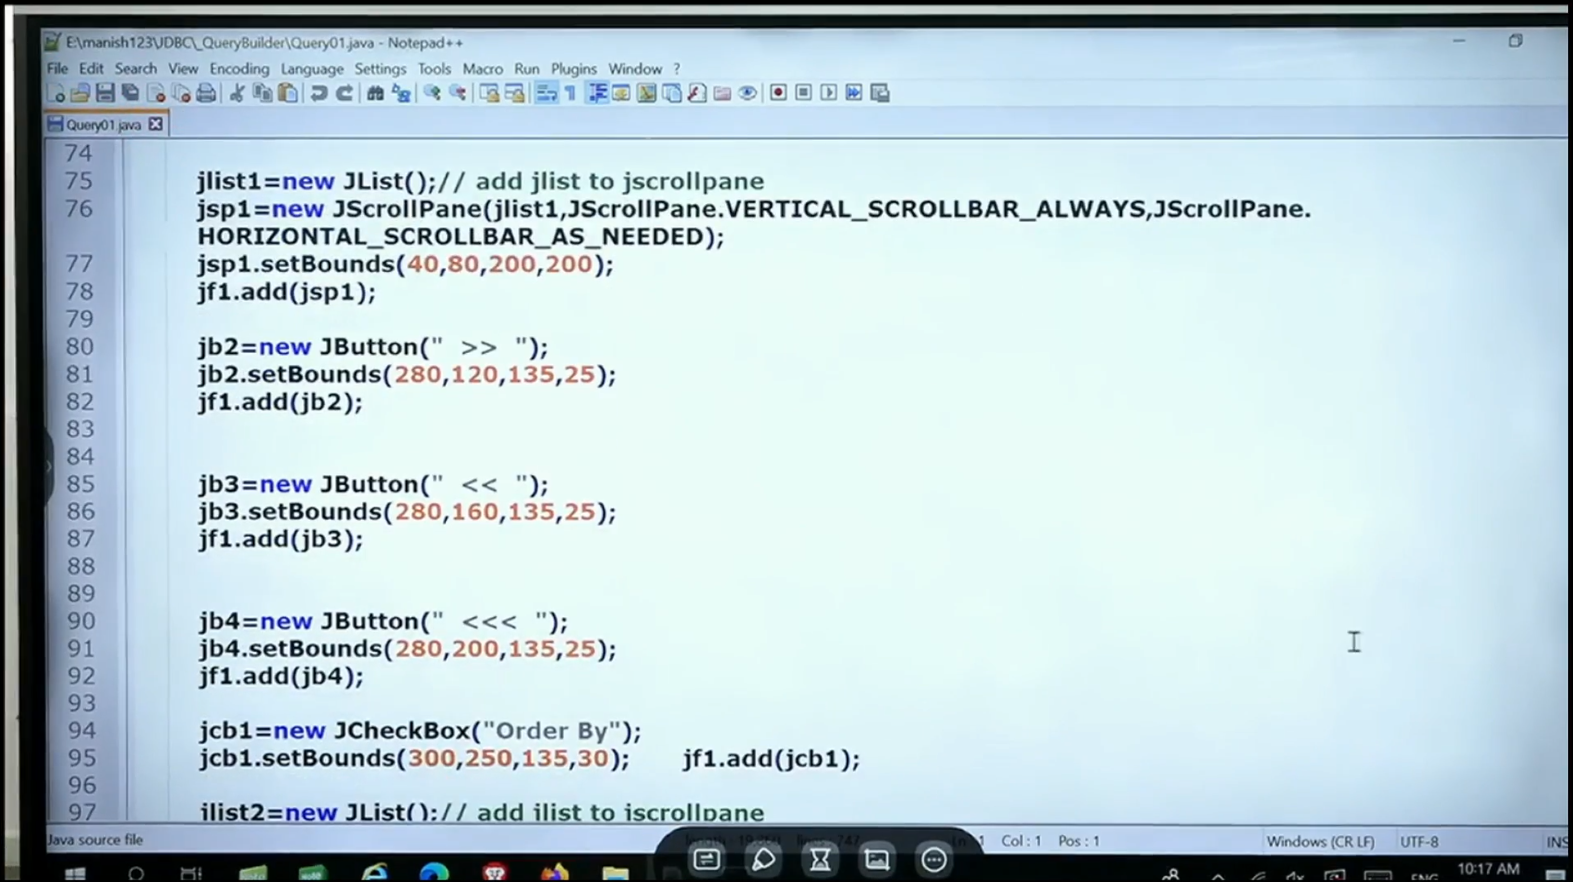 E:\manish123\JDBC\_QueryBuilder\Query01.java - Notepad++
File Edit Search View Encoding Language Settings Tools Macro Run Plugins Window ?
Query01.java
74
75 jlist1=new JList();// add jlist to jscrollpane
76 jsp1=new JScrollPane(jlist1,JScrollPane.VERTICAL_SCROLLBAR_ALWAYS,JScrollPane.
HORIZONTAL_SCROLLBAR_AS_NEEDED);
77 jsp1.setBounds(40,80,200,200);
78 jf1.add(jsp1);
79
80 jb2=new JButton(" >> ");
81 jb2.setBounds(280,120,135,25);
82 jf1.add(jb2);
83
84
85 jb3=new JButton(" << ");
86 jb3.setBounds(280,160,135,25);
87 jf1.add(jb3);
88
89
90 jb4=new JButton(" <<< ");
91 jb4.setBounds(280,200,135,25);
92 jf1.add(jb4);
93
94 jcb1=new JCheckBox("Order By");
95 jcb1.setBounds(300,250,135,30); jf1.add(jcb1);
96
97 jlist2=new JList();// add jlist to jscrollpane
Java source file Col : 1 Pos : 1 Windows (CR LF) UTF-8 INS
ENG 10:17 AM